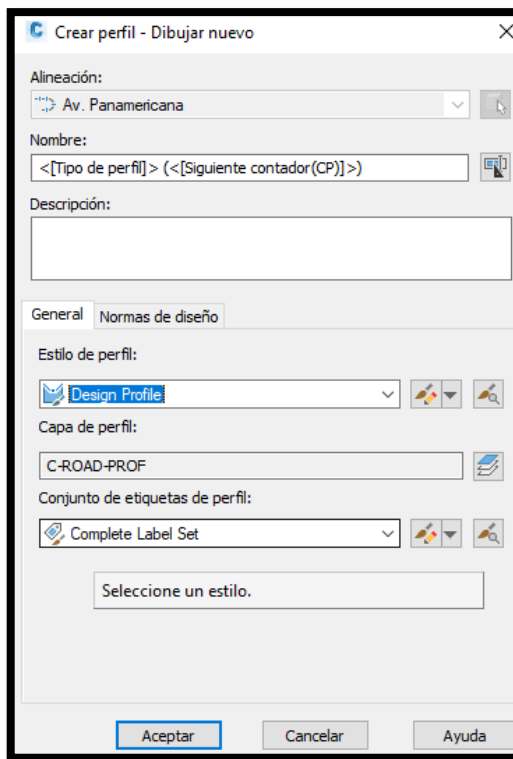 Crear perfil - Dibujar nuevo
Alineación:
Av. Panamericana
Nombre:
<[Tipo de perfil]> (<[Siguiente contador(CP)]>)
Descripción:
General
Normas de diseño
Estilo de perfil:
Design Profile
Capa de perfil:
C-ROAD-PROF
Conjunto de etiquetas de perfil:
Complete Label Set
Seleccione un estilo.
Aceptar
Cancelar
Ayuda